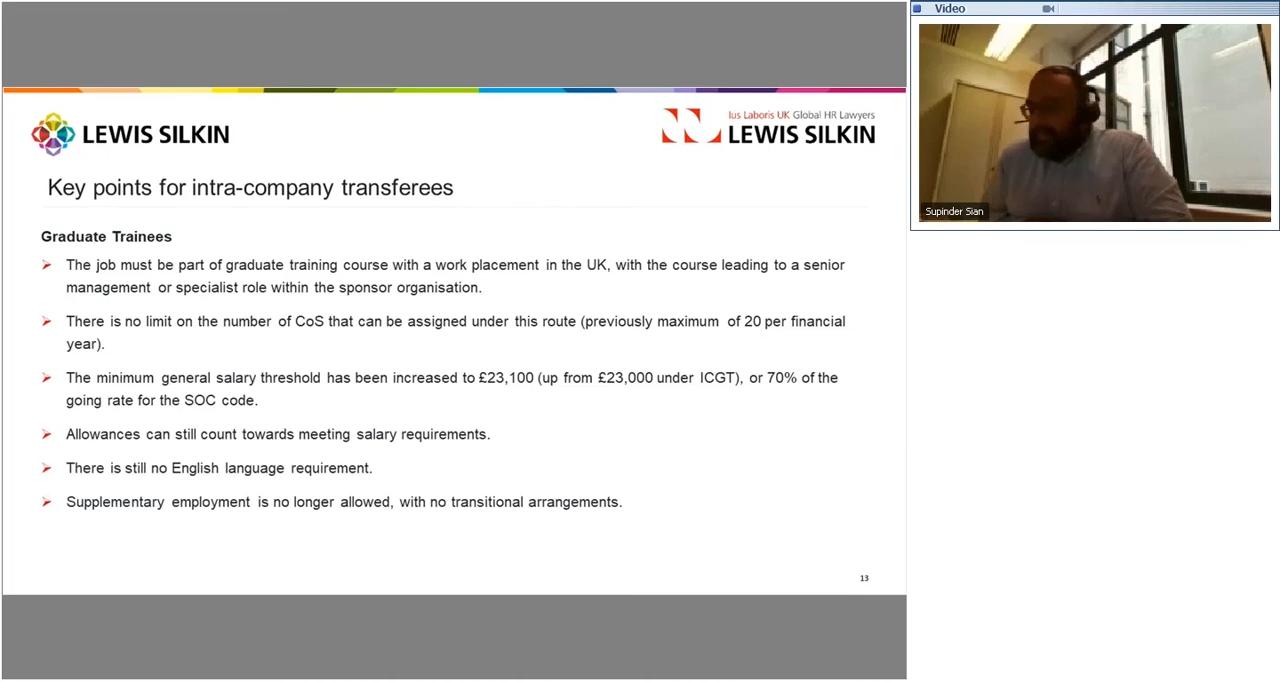 Video
LEWIS SILKIN
Ius Laboris UK Global HR Lawyers
LEWIS SILKIN
Supinder Sian
Key points for intra-company transferees
Graduate Trainees
The job must be part of graduate training course with a work placement in the UK, with the course leading to a senior
management or specialist role within the sponsor organisation.
There is no limit on the number of CoS that can be assigned under this route (previously maximum of 20 per financial
year).
The minimum general salary threshold has been increased to £23,100 (up from £23,000 under ICGT), or 70% of the
going rate for the SOC code.
Allowances can still count towards meeting salary requirements.
There is still no English language requirement.
Supplementary employment is no longer allowed, with no transitional arrangements.
13